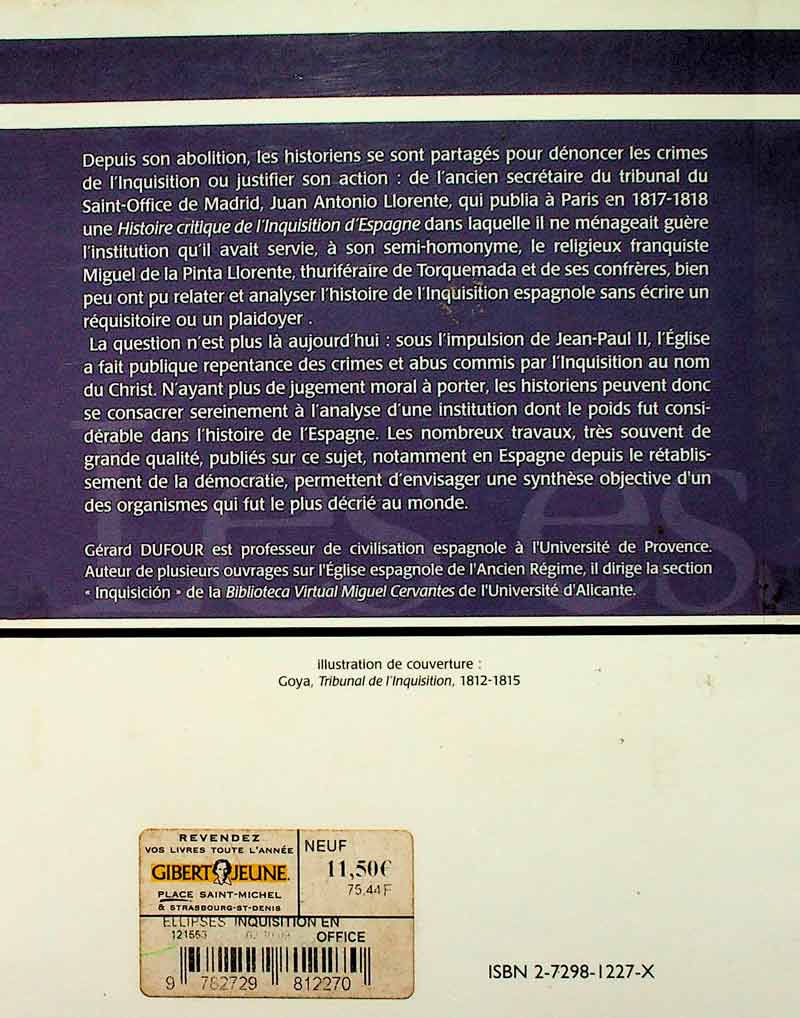 Depuis son abolition, les historiens se sont partagés pour dénoncer les crimes
de l'Inquisition ou justifier son action : de l'ancien secrétaire du tribunal du
Saint-Office de Madrid, Juan Antonio Llorente, qui publia à Paris en 1817-1818
une Histoire critique de l'Inquisition d'Espagne dans laquelle il ne ménageait guère
l'institution qu'il avait servie, à son semi-homonyme, le religieux franquiste
Miguel de la Pinta Llorente, thuriféraire de Torquemada et de ses confrères, bien
peu ont pu relater et analyser l'histoire de l'Inquisition espagnole sans écrire un
réquisitoire ou un plaidoyer .
La question n'est plus là aujourd'hui : sous l'impulsion de Jean-Paul II, l'Église
a fait publique repentance des crimes et abus commis par l'Inquisition au nom
du Christ. N'ayant plus de jugement moral à porter, les historiens peuvent donc
se consacrer sereinement à l'analyse d'une institution dont le poids fut consi-
dérable dans l'histoire de l'Espagne. Les nombreux travaux, très souvent de
grande qualité, publiés sur ce sujet, notamment en Espagne depuis le rétablis-
sement de la démocratie, permettent d'envisager une synthèse objective d'un
des organismes qui fut le plus décrié au monde.
Les es
Gérard DUFOUR est professeur de civilisation espagnole à l'Université de Provence.
Auteur de plusieurs ouvrages sur l'Église espagnole de l'Ancien Régime, il dirige la section
« Inquisición » de la Biblioteca Virtual Miguel Cervantes de l'Université d'Alicante.
illustration de couverture :
Goya, Tribunal de l'Inquisition, 1812-1815
REVENDEZ
VOS LIVRES TOUTE L'ANNÉE
GIBERT JEUNE.
PLACE SAINT-MICHEL
& STRASBOURG-ST-DENIS
NEUF
11,50€
75.44 F
ELLIPSES INQUISITION EN
121553
OFFICE
9 782729 812270
ISBN 2-7298-1227-X